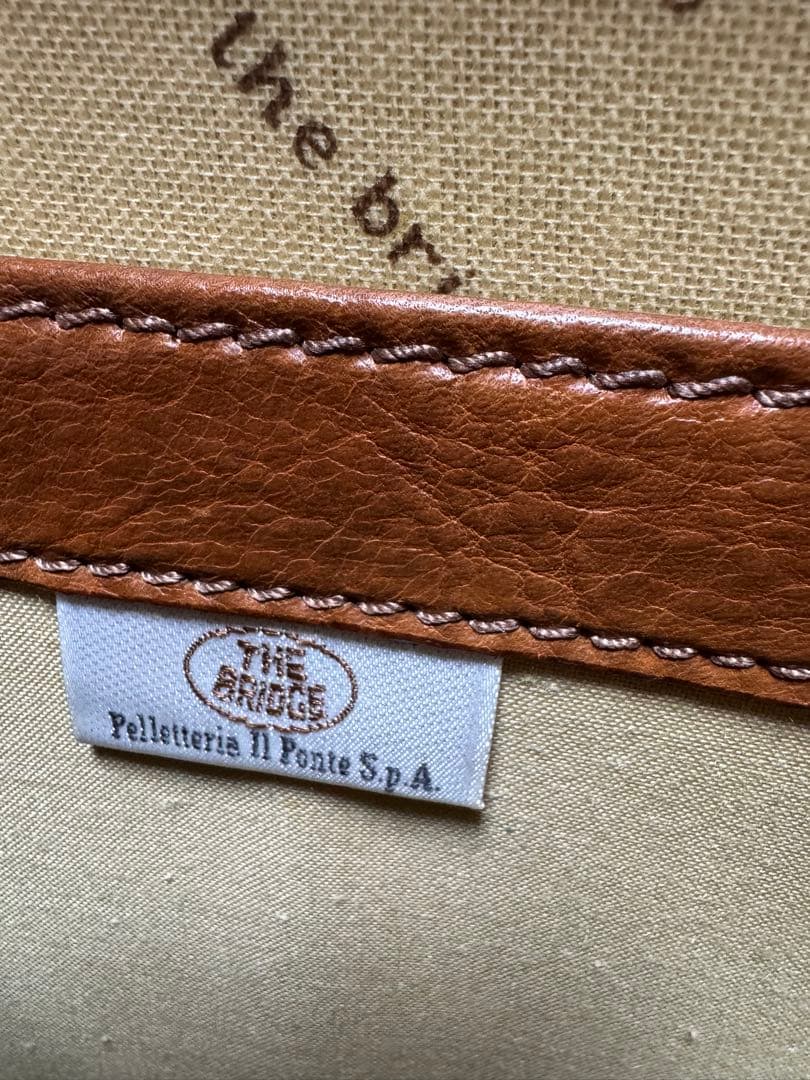 the bri
THE
BRIDGE
Pelletteria Il Ponte S.p.A.